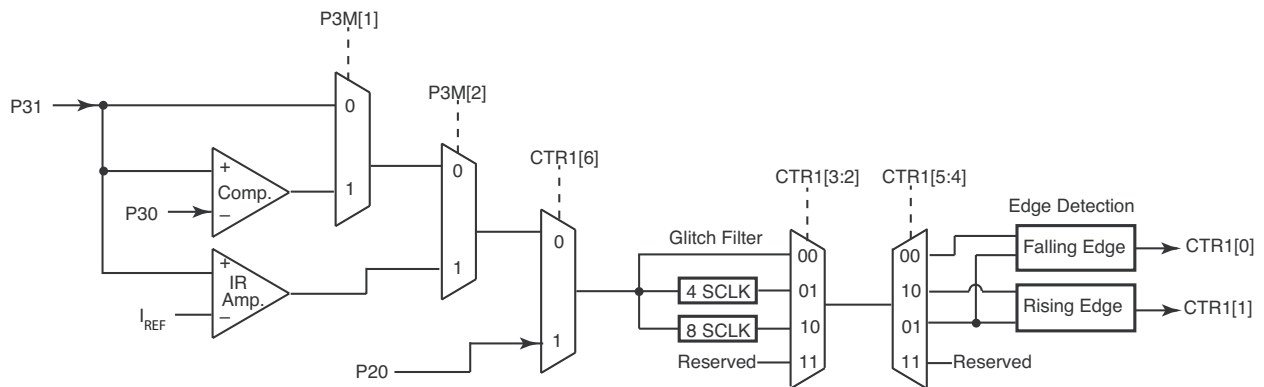 P3M[1]
P31
0
P3M[2]
+
Comp.
−
1
P30
0
CTR1[6]
+
IR
Amp.
−
1
I_REF
0
1
P20
CTR1[3:2]
CTR1[5:4]
Glitch Filter
00
4 SCLK
01
8 SCLK
10
Reserved
11
00
10
01
11
Reserved
Edge Detection
Falling Edge
CTR1[0]
Rising Edge
CTR1[1]